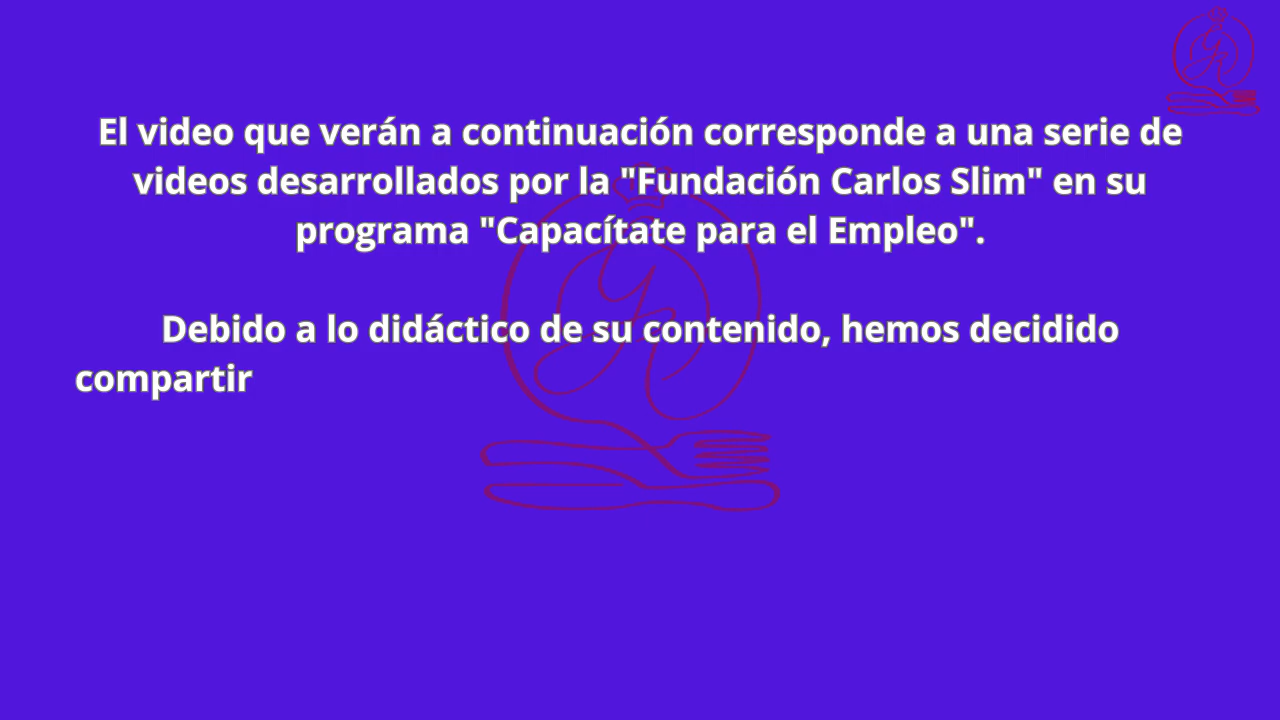 El video que verán a continuación corresponde a una serie de
videos desarrollados por la "Fundación Carlos Slim" en su
programa "Capacítate para el Empleo".
Debido a lo didáctico de su contenido, hemos decidido
compartir